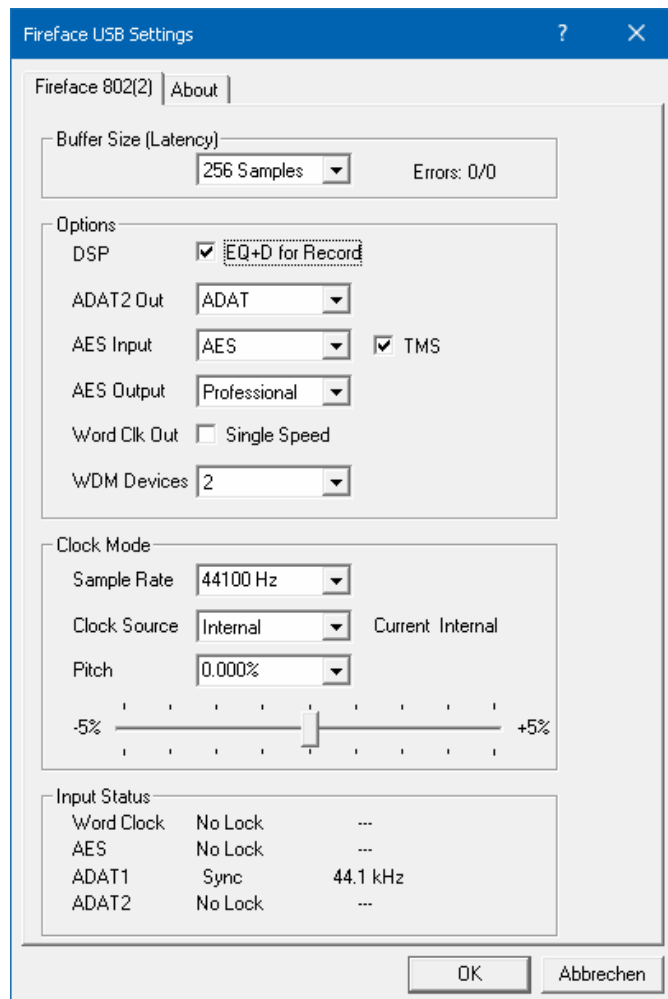 Fireface USB Settings ? ✕
Fireface 802(2) About
Buffer Size (Latency)
256 Samples Errors: 0/0
Options
DSP EQ+D for Record
ADAT2 Out ADAT
AES Input AES TMS
AES Output Professional
Word Clk Out Single Speed
WDM Devices 2
Clock Mode
Sample Rate 44100 Hz
Clock Source Internal Current Internal
Pitch 0.000%
-5% +5%
Input Status
Word Clock No Lock ---
AES No Lock ---
ADAT1 Sync 44.1 kHz
ADAT2 No Lock ---
OK Abbrechen